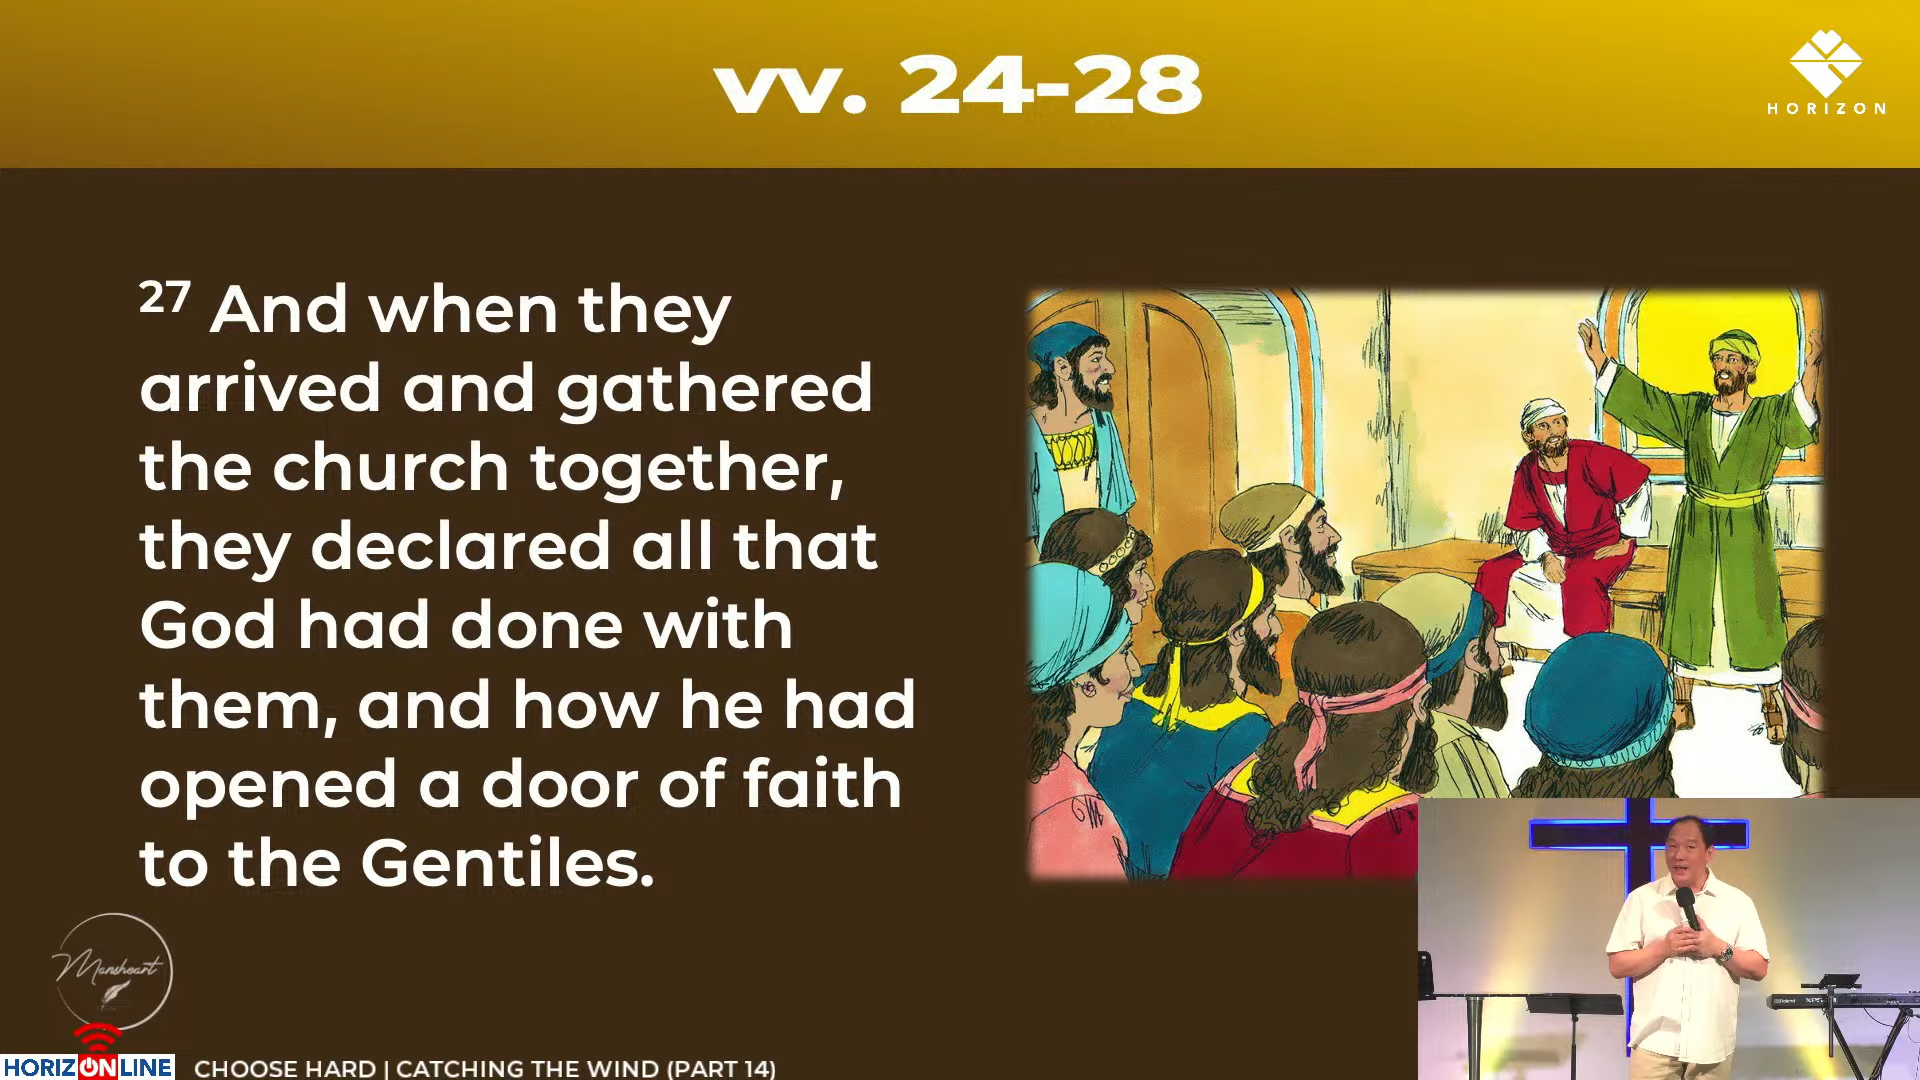 vv. 24-28
HORIZON
27 And when they
arrived and gathered
the church together,
they declared all that
God had done with
them, and how he had
opened a door of faith
to the Gentiles.
Mansheart
HORIZONLINE
CHOOSE HARD | CATCHING THE WIND (PART 14)
Roland